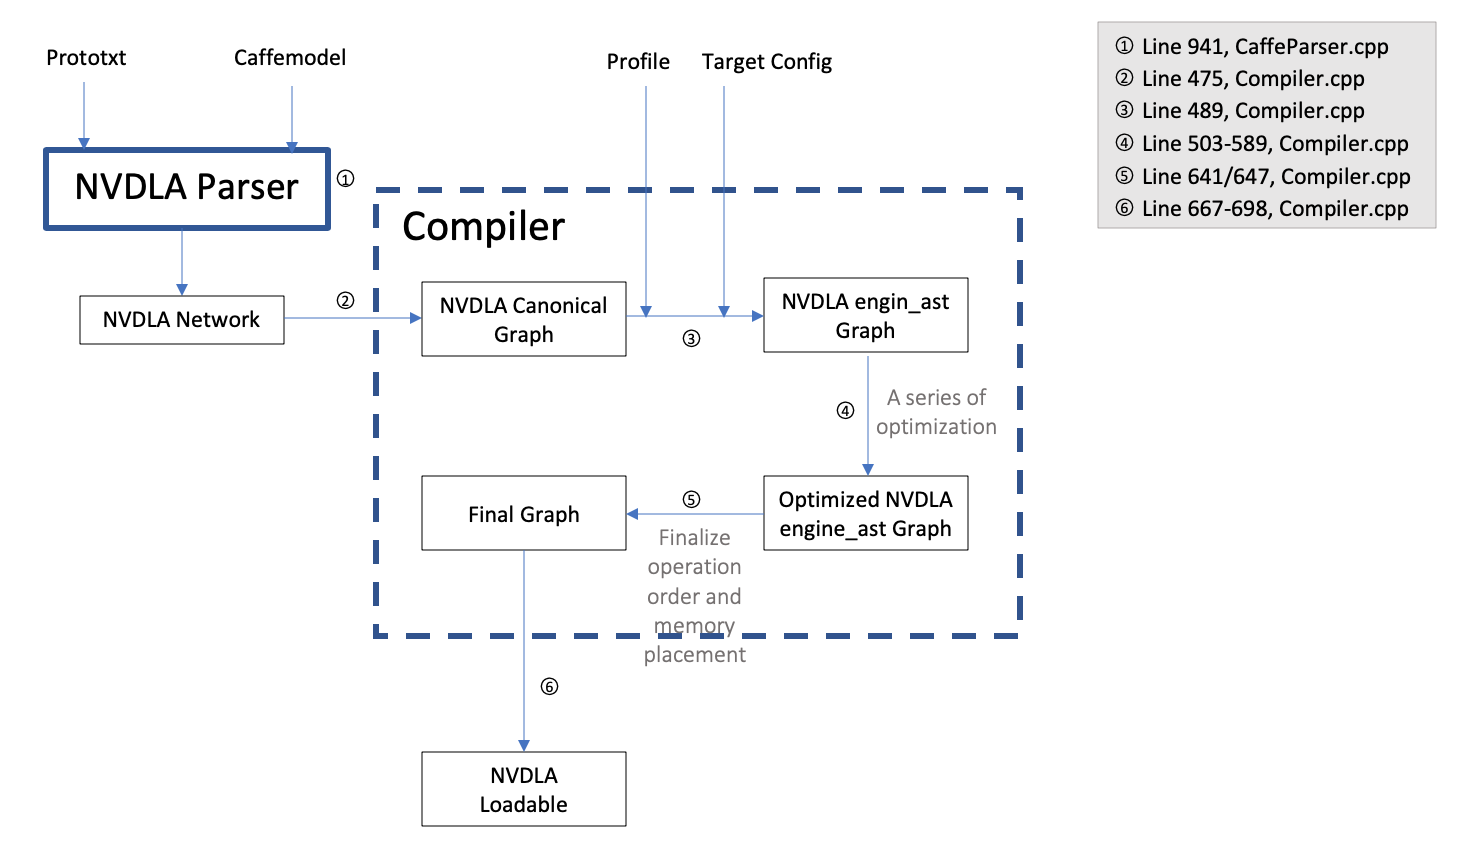 Prototxt
Caffemodel
Profile
Target Config
① Line 941, CaffeParser.cpp
② Line 475, Compiler.cpp
③ Line 489, Compiler.cpp
④ Line 503-589, Compiler.cpp
⑤ Line 641/647, Compiler.cpp
⑥ Line 667-698, Compiler.cpp
NVDLA Parser
①
Compiler
NVDLA Network
②
NVDLA Canonical
Graph
③
NVDLA engin_ast
Graph
④
A series of
optimization
Optimized NVDLA
engine_ast Graph
⑤
Finalize
operation
order and
memory
placement
Final Graph
⑥
NVDLA
Loadable